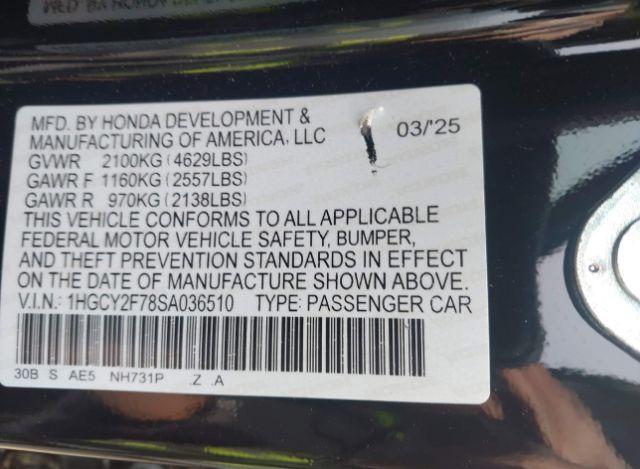 MFD. BY HONDA DEVELOPMENT &
MANUFACTURING OF AMERICA, LLC 03/'25
GVWR 2100KG (4629LBS)
GAWR F 1160KG (2557LBS)
GAWR R 970KG (2138LBS)
THIS VEHICLE CONFORMS TO ALL APPLICABLE
FEDERAL MOTOR VEHICLE SAFETY, BUMPER,
AND THEFT PREVENTION STANDARDS IN EFFECT
ON THE DATE OF MANUFACTURE SHOWN ABOVE.
V.I.N.: 1HGCY2F78SA036510 TYPE: PASSENGER CAR
30B S AE5 NH731P .Z .A